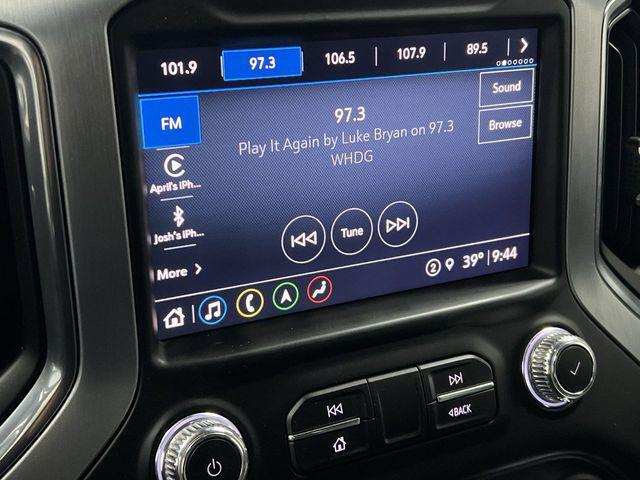 101.9 97.3 106.5 107.9 89.5
FM
97.3
Sound
Play It Again by Luke Bryan on 97.3
WHDG
Browse
April's iPh...
Josh's iPh...
Tune
More
2 39° 9:44
BACK